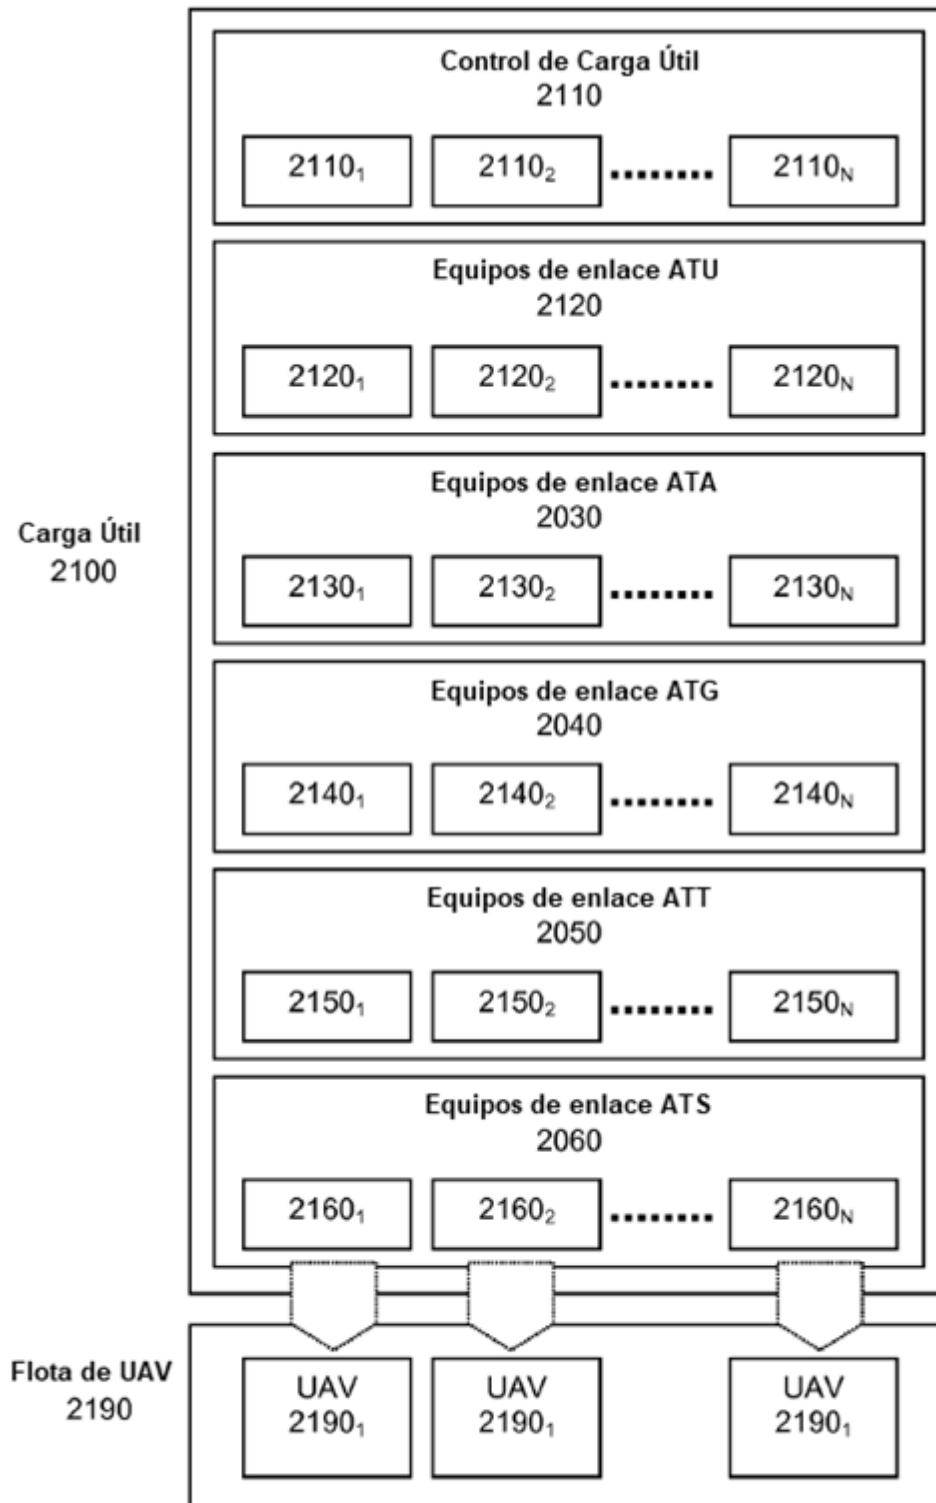 Control de Carga Útil
2110
2110₁ 2110₂ ........ 2110N
Equipos de enlace ATU
2120
2120₁ 2120₂ ........ 2120N
Equipos de enlace ATA
2030
Carga Útil
2100
2130₁ 2130₂ ........ 2130N
Equipos de enlace ATG
2040
2140₁ 2140₂ ........ 2140N
Equipos de enlace ATT
2050
2150₁ 2150₂ ........ 2150N
Equipos de enlace ATS
2060
2160₁ 2160₂ ........ 2160N
Flota de UAV
2190
UAV UAV UAV
2190₁ 2190₁ 2190₁